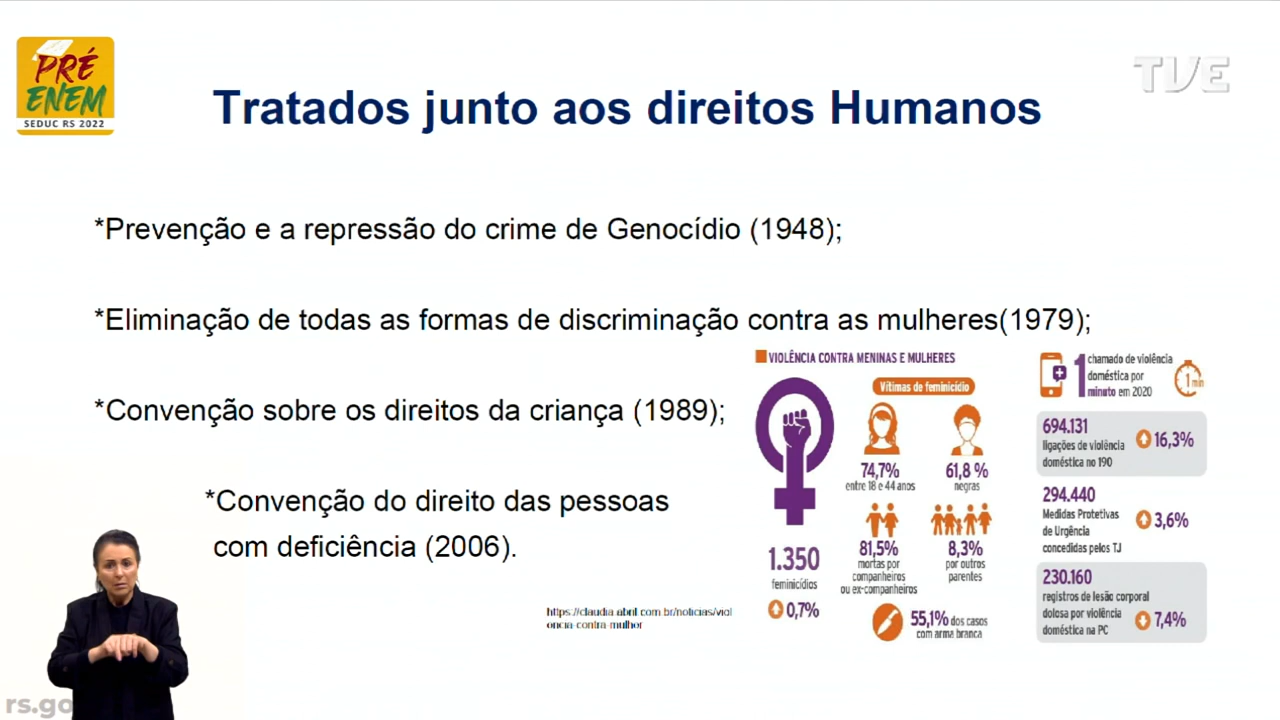 PRÉ
ENEM
SEDUC RS 2022
TVE
Tratados junto aos direitos Humanos
*Prevenção e a repressão do crime de Genocídio (1948);
*Eliminação de todas as formas de discriminação contra as mulheres(1979);
*Convenção sobre os direitos da criança (1989);
*Convenção do direito das pessoas
com deficiência (2006).
VIOLÊNCIA CONTRA MENINAS E MULHERES
Vítimas de feminicídio
74,7%
entre 18 e 44 anos
61,8 %
negras
81,5%
mortas por
companheiros
ou ex-companheiros
8,3%
por outros
parentes
1.350
feminicídios
0,7%
55,1% dos casos
com arma branca
1 chamado de violência
doméstica por
minuto em 2020
1 min
694.131
ligações de violência
doméstica no 190
16,3%
294.440
Medidas Protetivas
de Urgência
concedidas pelos TJ
3,6%
230.160
registros de lesão corporal
dolosa por violência
doméstica na PC
7,4%
https://claudia.abril.com.br/noticias/viol
encia-contra-mulher
rs.go